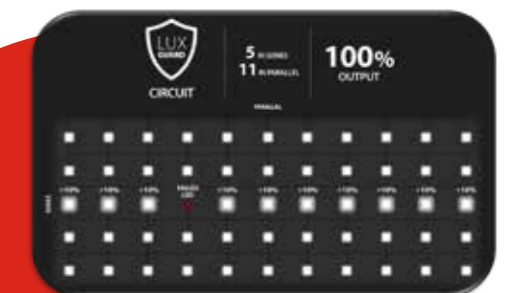 LUX
GUARD
CIRCUIT
5 IN SERIES
11 IN PARALLEL
100%
OUTPUT
PARALLEL
+10% +10% +10% FAILED LED +10% +10% +10% +10% +10% +10% +10%
SERIES